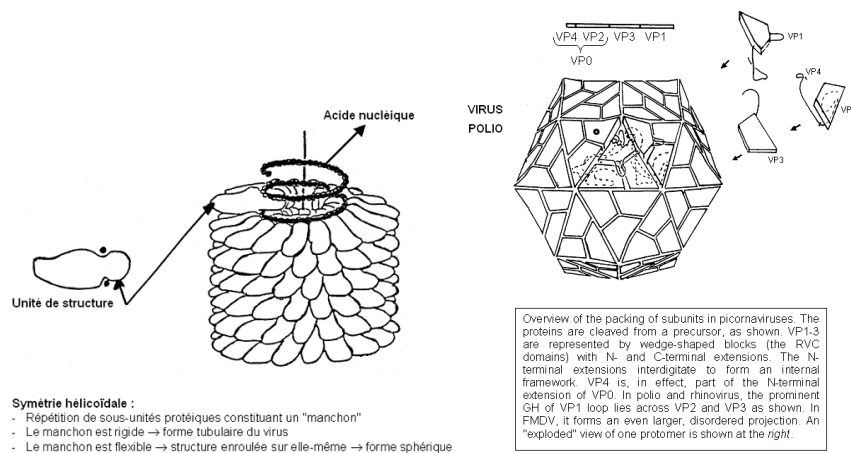 Acide nucléique
Unité de structure
Symétrie hélicoïdale :
- Répétition de sous-unités protéiques constituant un "manchon"
- Le manchon est rigide → forme tubulaire du virus
- Le manchon est flexible → structure enroulée sur elle-même → forme sphérique
VP4 VP2 VP3 VP1
VP0
VP1
VP4
VP
VP3
VIRUS
POLIO
Overview of the packing of subunits in picornaviruses. The
proteins are cleaved from a precursor, as shown. VP1-3
are represented by wedge-shaped blocks (the RVC
domains) with N- and C-terminal extensions. The N-
terminal extensions interdigitate to form an internal
framework. VP4 is, in effect, part of the N-terminal
extension of VP0. In polio and rhinovirus, the prominent
GH of VP1 loop lies across VP2 and VP3 as shown. In
FMDV, it forms an even larger, disordered projection. An
"exploded" view of one protomer is shown at the right.